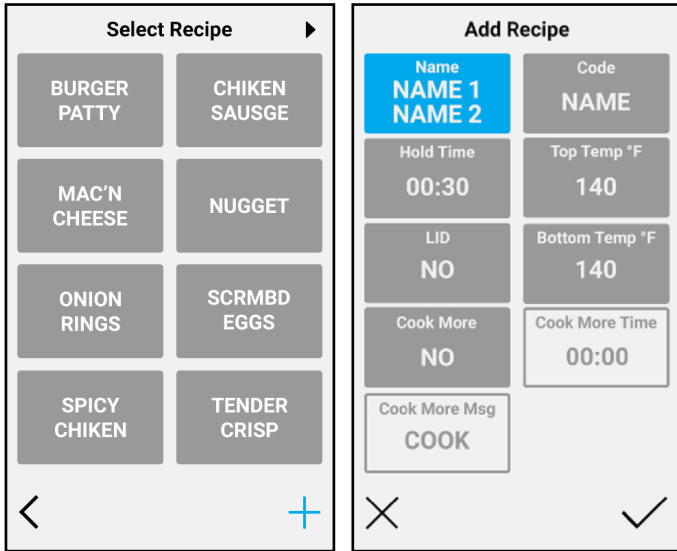 Select Recipe
BURGER
PATTY
CHIKEN
SAUSGE
MAC'N
CHEESE
NUGGET
ONION
RINGS
SCRMBD
EGGS
SPICY
CHIKEN
TENDER
CRISP
Add Recipe
Name
NAME 1
NAME 2
Code
NAME
Hold Time
00:30
Top Temp °F
140
LID
NO
Bottom Temp °F
140
Cook More
NO
Cook More Time
00:00
Cook More Msg
COOK